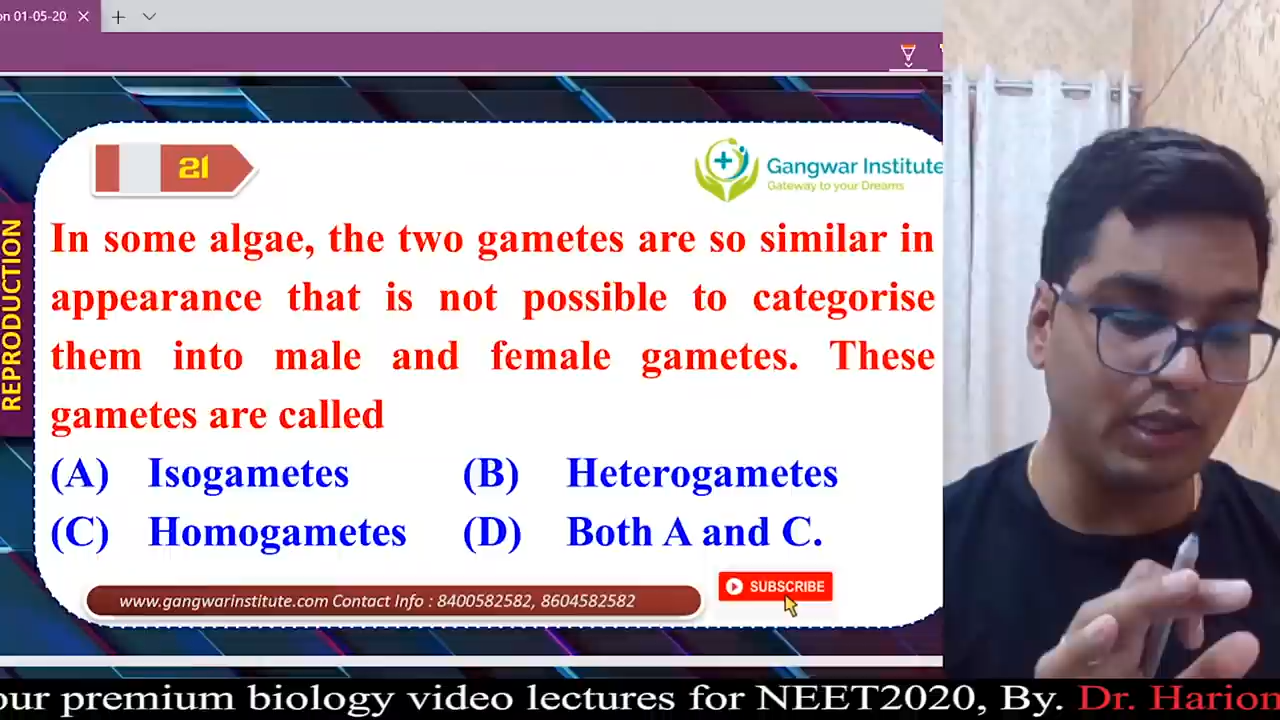 on 01-05-20
21
Gangwar Institute
Gateway to your Dreams
REPRODUCTION
In some algae, the two gametes are so similar in
appearance that is not possible to categorise
them into male and female gametes. These
gametes are called
(A) Isogametes (B) Heterogametes
(C) Homogametes (D) Both A and C.
www.gangwarinstitute.com Contact Info : 8400582582, 8604582582
SUBSCRIBE
our premium biology video lectures for NEET2020, By. Dr. Harion